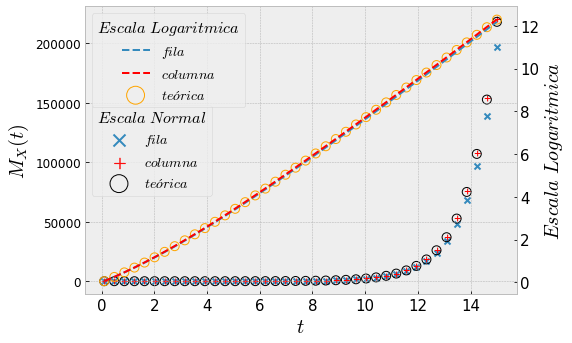 Escala Logaritmica
fila
columna
teórica
Escala Normal
fila
columna
teórica
M_X(t)
200000
150000
100000
50000
0
12
10
8
6
4
2
0
Escala Logaritmica
0 2 4 6 8 10 12 14
t